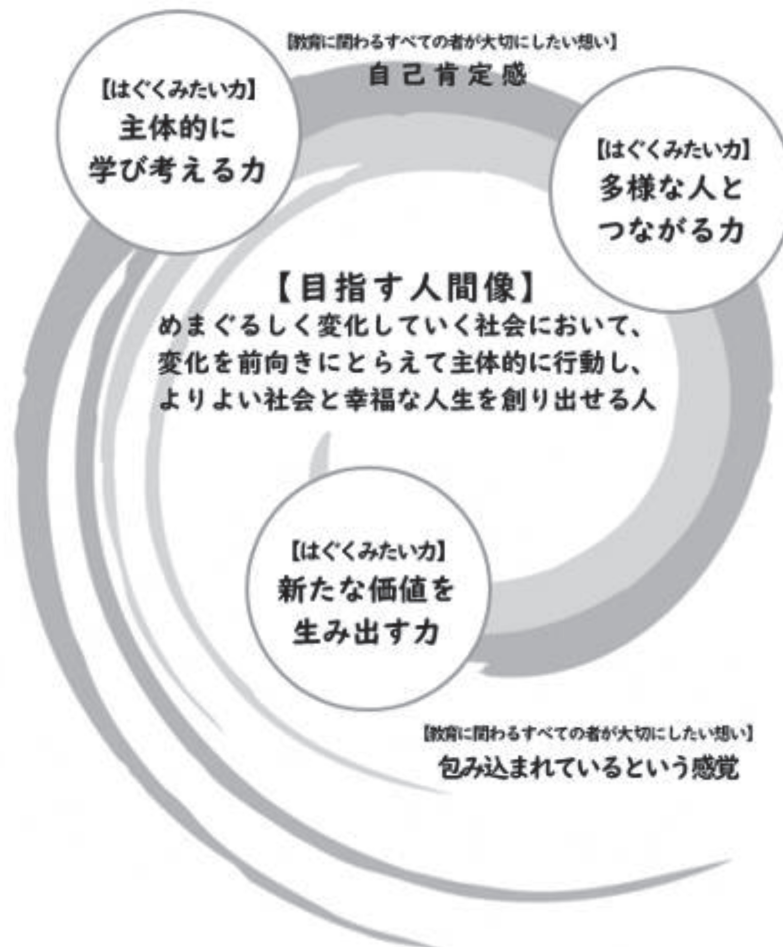 【教育に関わるすべての者が大切にしたい想い】
自己肯定感
【はぐくみたい力】
主体的に
学び考える力
【はぐくみたい力】
多様な人と
つながる力
【目指す人間像】
めまぐるしく変化していく社会において、
変化を前向きにとらえて主体的に行動し、
よりよい社会と幸福な人生を創り出せる人
【はぐくみたい力】
新たな価値を
生み出す力
【教育に関わるすべての者が大切にしたい想い】
包み込まれているという感覚